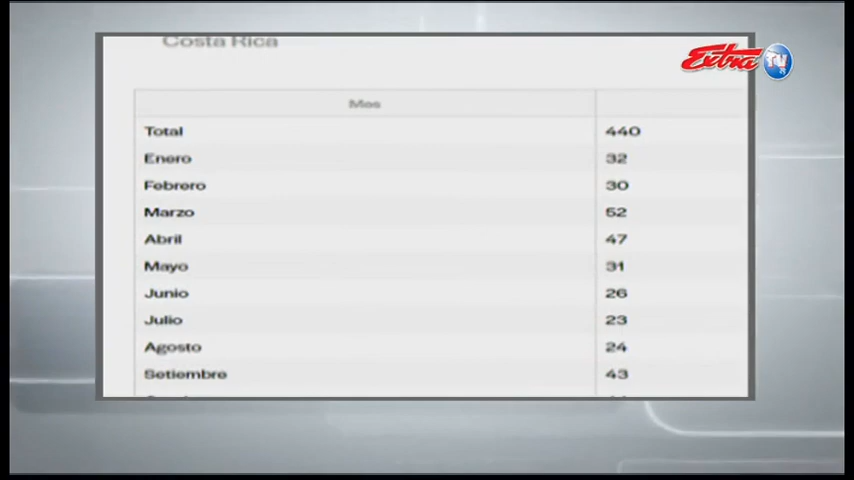 Costa Rica
Extra TV
Mes
Total 440
Enero 32
Febrero 30
Marzo 52
Abril 47
Mayo 31
Junio 26
Julio 23
Agosto 24
Setiembre 43